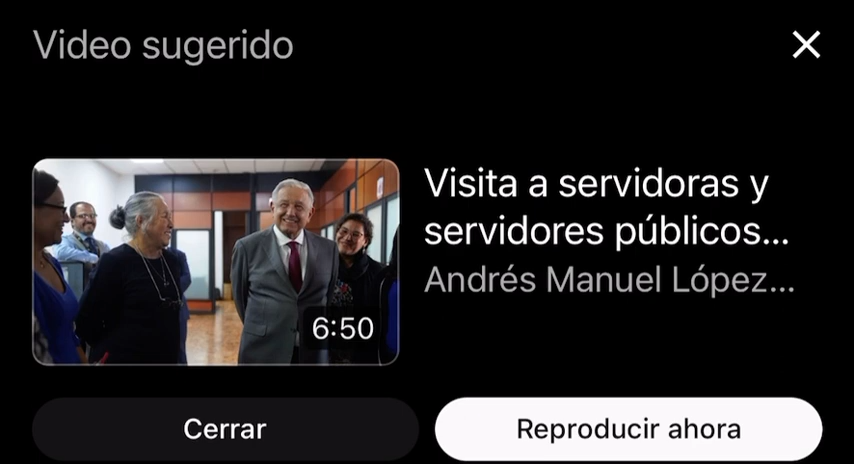 Video sugerido
Visita a servidoras y
servidores públicos...
Andrés Manuel López...
6:50
Cerrar
Reproducir ahora